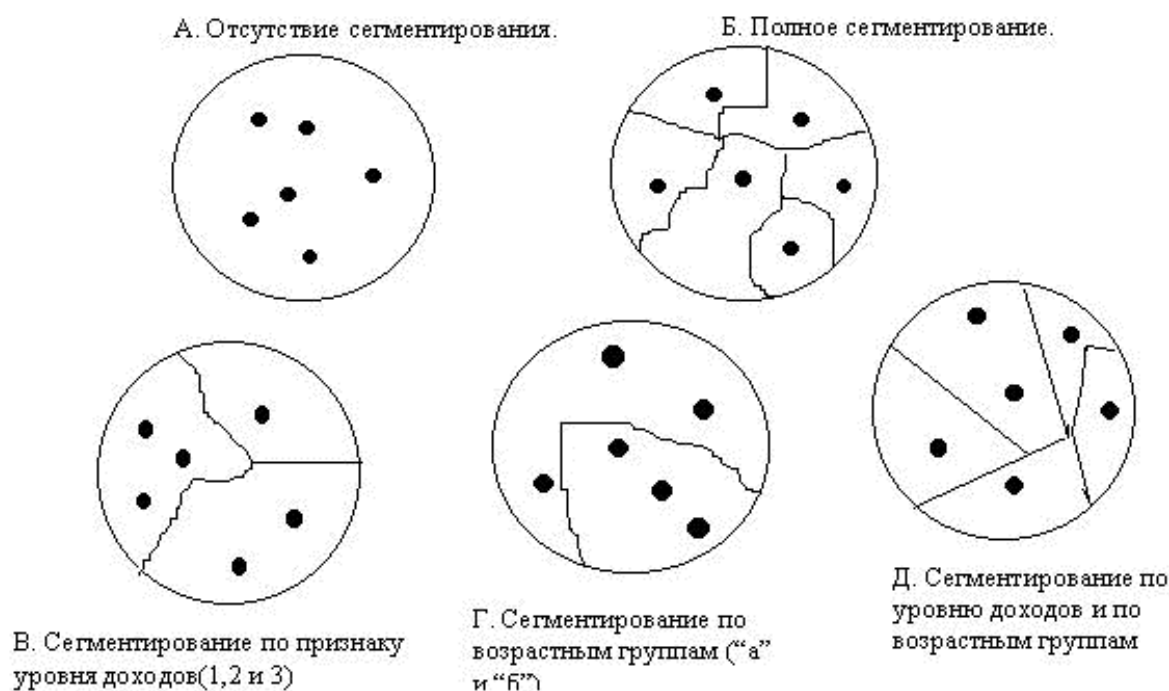 А. Отсутствие сегментирования.
Б. Полное сегментирование.
В. Сегментирование по признаку
уровня доходов(1,2 и 3)
Г. Сегментирование по
возрастным группам (“а”
и “б”)
Д. Сегментирование по
уровню доходов и по
возрастным группам